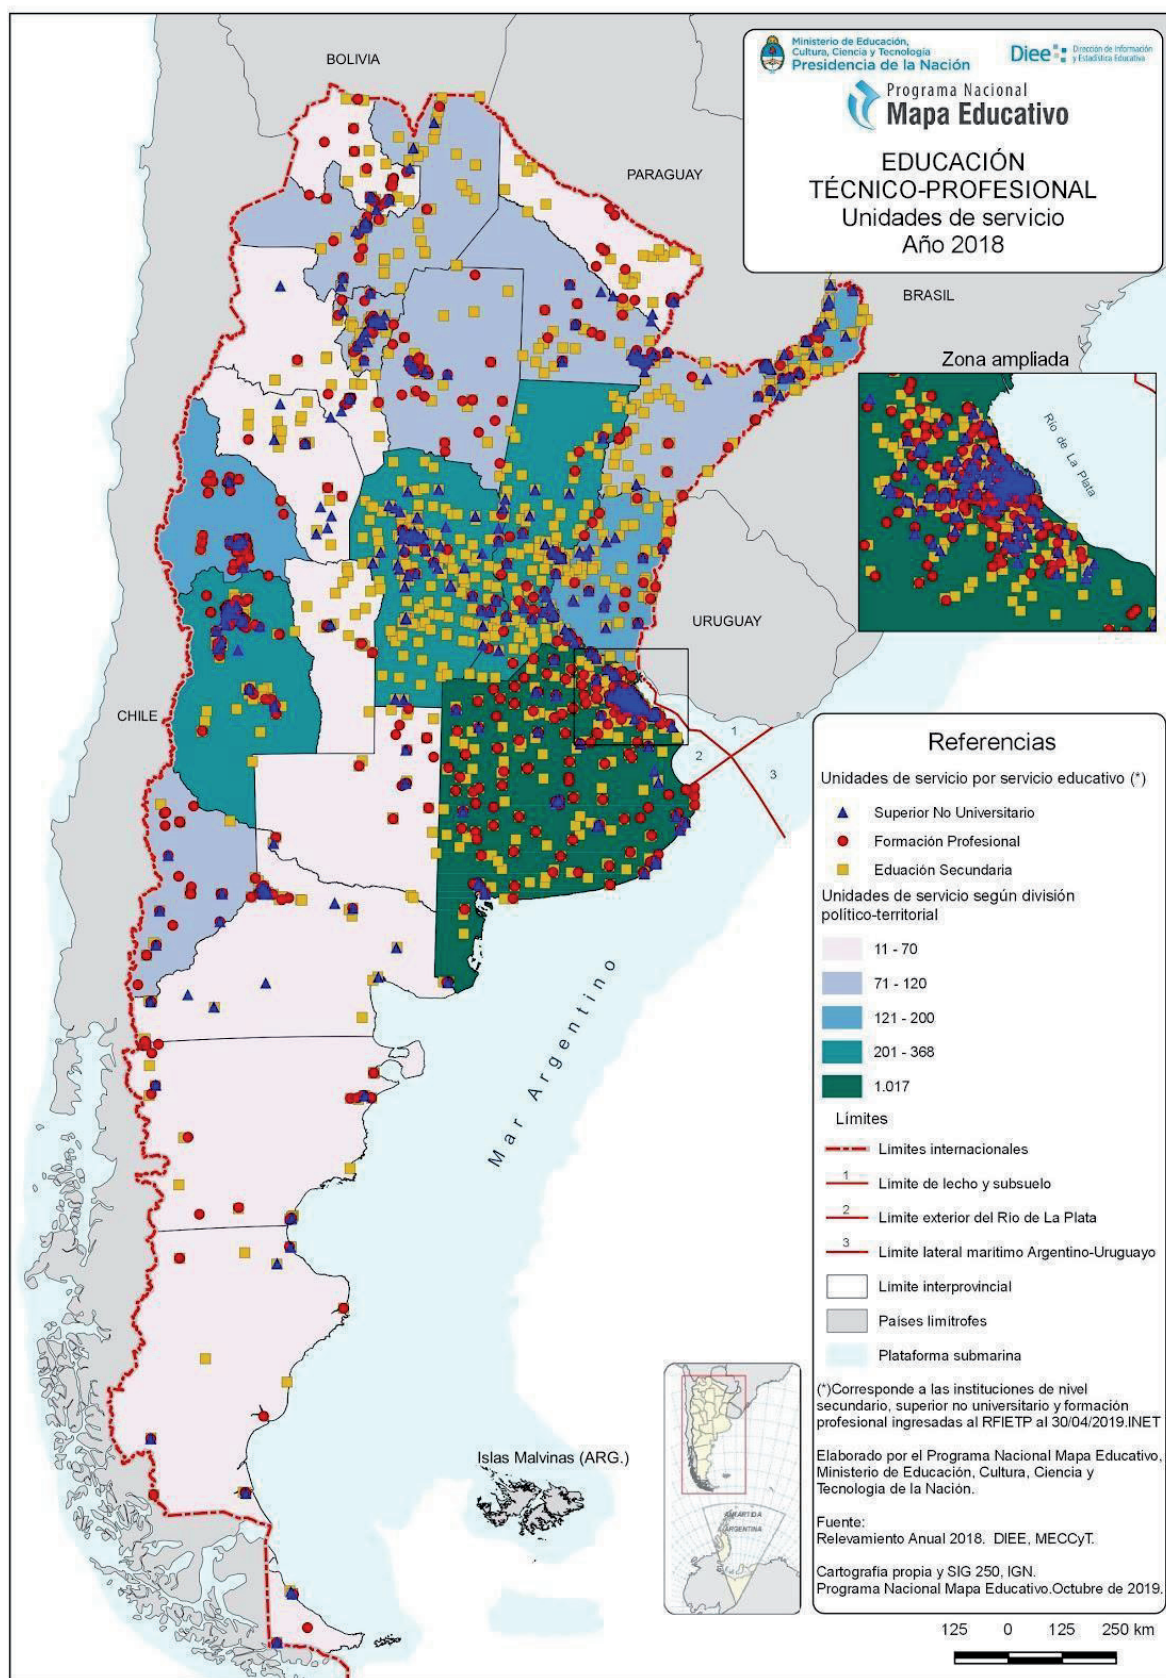 Ministerio de Educación,
Cultura, Ciencia y Tecnología
Presidencia de la Nación
Diee
Dirección de Información
y Estadística Educativa
Programa Nacional
Mapa Educativo
EDUCACIÓN
TÉCNICO-PROFESIONAL
Unidades de servicio
Año 2018
BOLIVIA
PARAGUAY
BRASIL
Zona ampliada
Río de La Plata
URUGUAY
CHILE
1
2
3
Mar Argentino
Islas Malvinas (ARG.)
Referencias
Unidades de servicio por servicio educativo (*)
Superior No Universitario
Formación Profesional
Eduación Secundaria
Unidades de servicio según división
político-territorial
11 - 70
71 - 120
121 - 200
201 - 368
1.017
Límites
Límites internacionales
1 Límite de lecho y subsuelo
2 Límite exterior del Río de La Plata
3 Límite lateral marítimo Argentino-Uruguayo
Límite interprovincial
Países limítrofes
Plataforma submarina
(*)Corresponde a las instituciones de nivel
secundario, superior no universitario y formación
profesional ingresadas al RFIETP al 30/04/2019.INET
Elaborado por el Programa Nacional Mapa Educativo,
Ministerio de Educación, Cultura, Ciencia y
Tecnología de la Nación.
Fuente:
Relevamiento Anual 2018. DIEE, MECCyT.
Cartografía propia y SIG 250, IGN.
Programa Nacional Mapa Educativo.Octubre de 2019.
ANTARTIDA
ARGENTINA
125 0 125 250 km